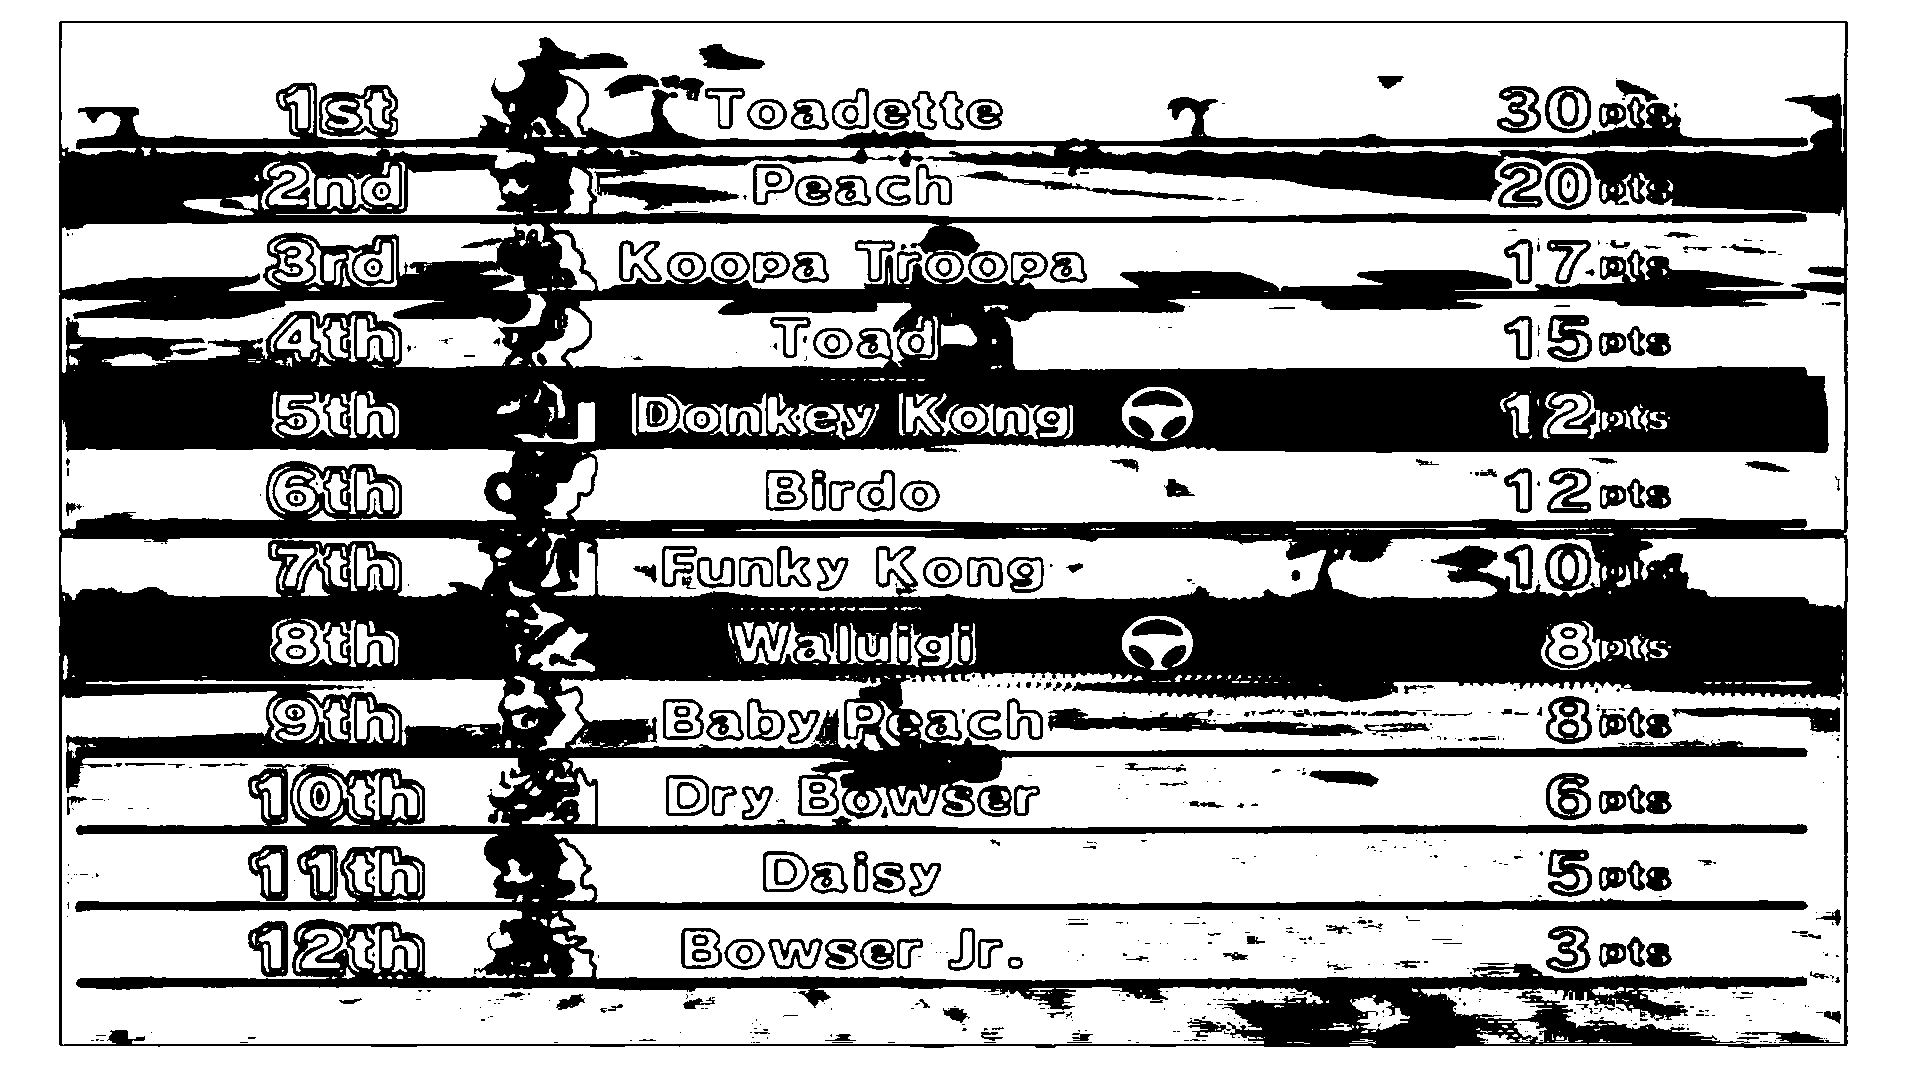 1st Toadette 30pts
2nd Peach 20pts
3rd Koopa Troopa 17pts
4th Toad 15pts
5th Donkey Kong 12pts
6th Birdo 12pts
7th Funky Kong 10pts
8th Waluigi 8pts
9th Baby Peach 8pts
10th Dry Bowser 6pts
11th Daisy 5pts
12th Bowser Jr. 3pts